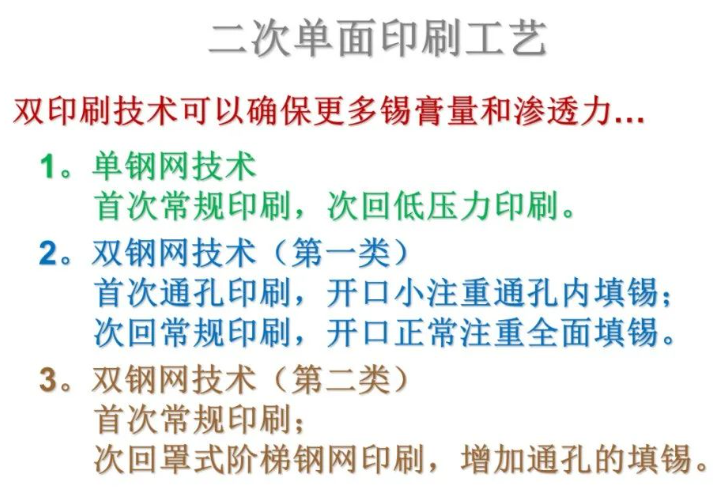 二次单面印刷工艺
双印刷技术可以确保更多锡膏量和渗透力...
1。单钢网技术
首次常规印刷，次回低压力印刷。
2。双钢网技术（第一类）
首次通孔印刷，开口小注重通孔内填锡；
次回常规印刷，开口正常注重全面填锡。
3。双钢网技术（第二类）
首次常规印刷；
次回罩式阶梯钢网印刷，增加通孔的填锡。